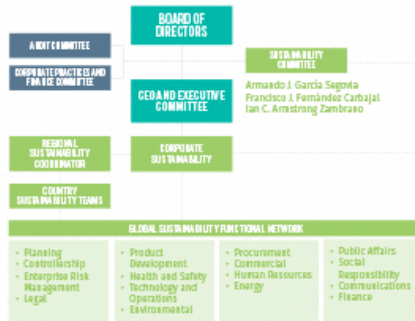 BOARD OF
DIRECTORS
AUDIT COMMITTEE
CORPORATE PRACTICES AND
FINANCE COMMITTEE
SUSTAINABILITY
COMMITTEE
Armando J. García Segovia
Francisco J. Fernández Carbajal
Ian C. Armstrong Zambrano
CEO AND EXECUTIVE
COMMITTEE
REGIONAL
SUSTAINABILITY
COORDINATOR
CORPORATE
SUSTAINABILITY
COUNTRY
SUSTAINABILITY TEAMS
GLOBAL SUSTAINABILITY FUNCTIONAL NETWORK
• Planning
• Controllership
• Enterprise Risk
Management
• Legal
• Product
Development
• Health and Safety
• Technology and
Operations
• Environmental
• Procurement
• Commercial
• Human Resources
• Energy
• Public Affairs
• Social
Responsibility
• Communications
• Finance